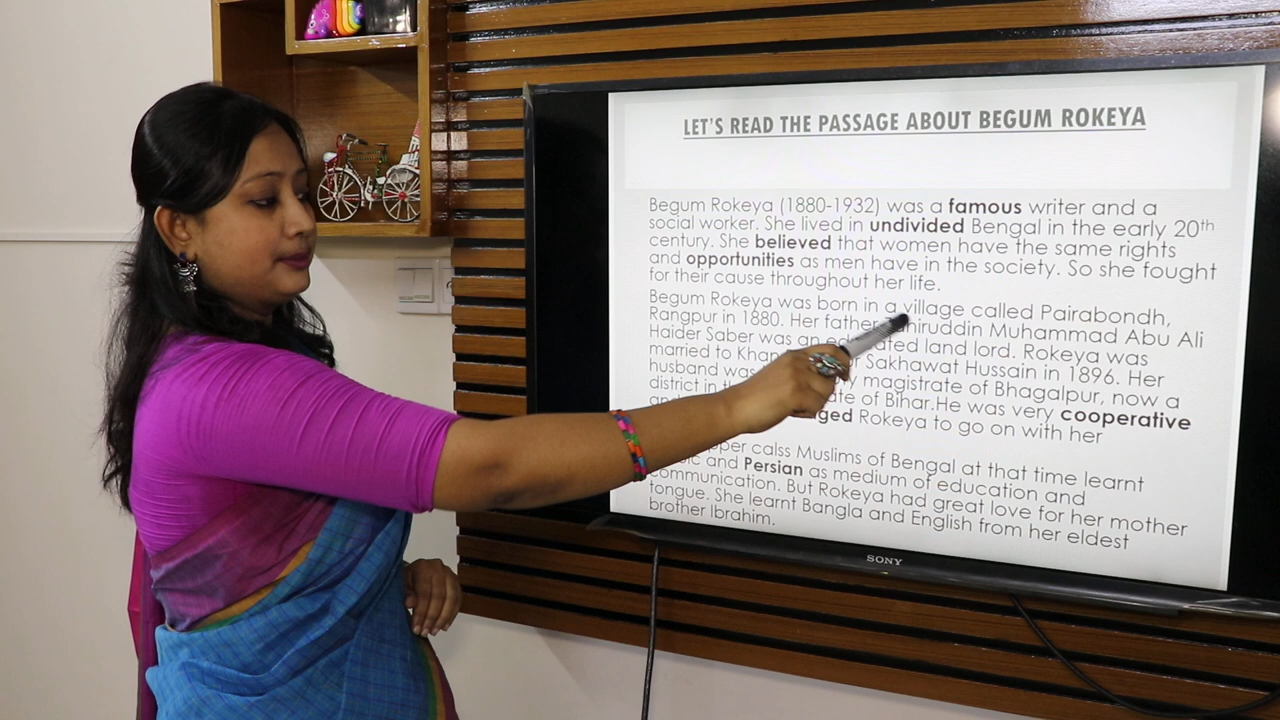 LET'S READ THE PASSAGE ABOUT BEGUM ROKEYA
Begum Rokeya (1880-1932) was a famous writer and a
social worker. She lived in undivided Bengal in the early 20th
century. She believed that women have the same rights
and opportunities as men have in the society. So she fought
for their cause throughout her life.
Begum Rokeya was born in a village called Pairabondh,
Rangpur in 1880. Her father Muhammad Abu Ali
Haider Saber was an land lord. Rokeya was
married to Sakhawat Hussain in 1896. Her
husband was magistrate of Bhagalpur, now a
district in of Bihar.He was very cooperative
Rokeya to go on with her
calss Muslims of Bengal at that time learnt
and Persian as medium of education and
communication. But Rokeya had great love for her mother
tongue. She learnt Bangla and English from her eldest
brother Ibrahim.
SONY